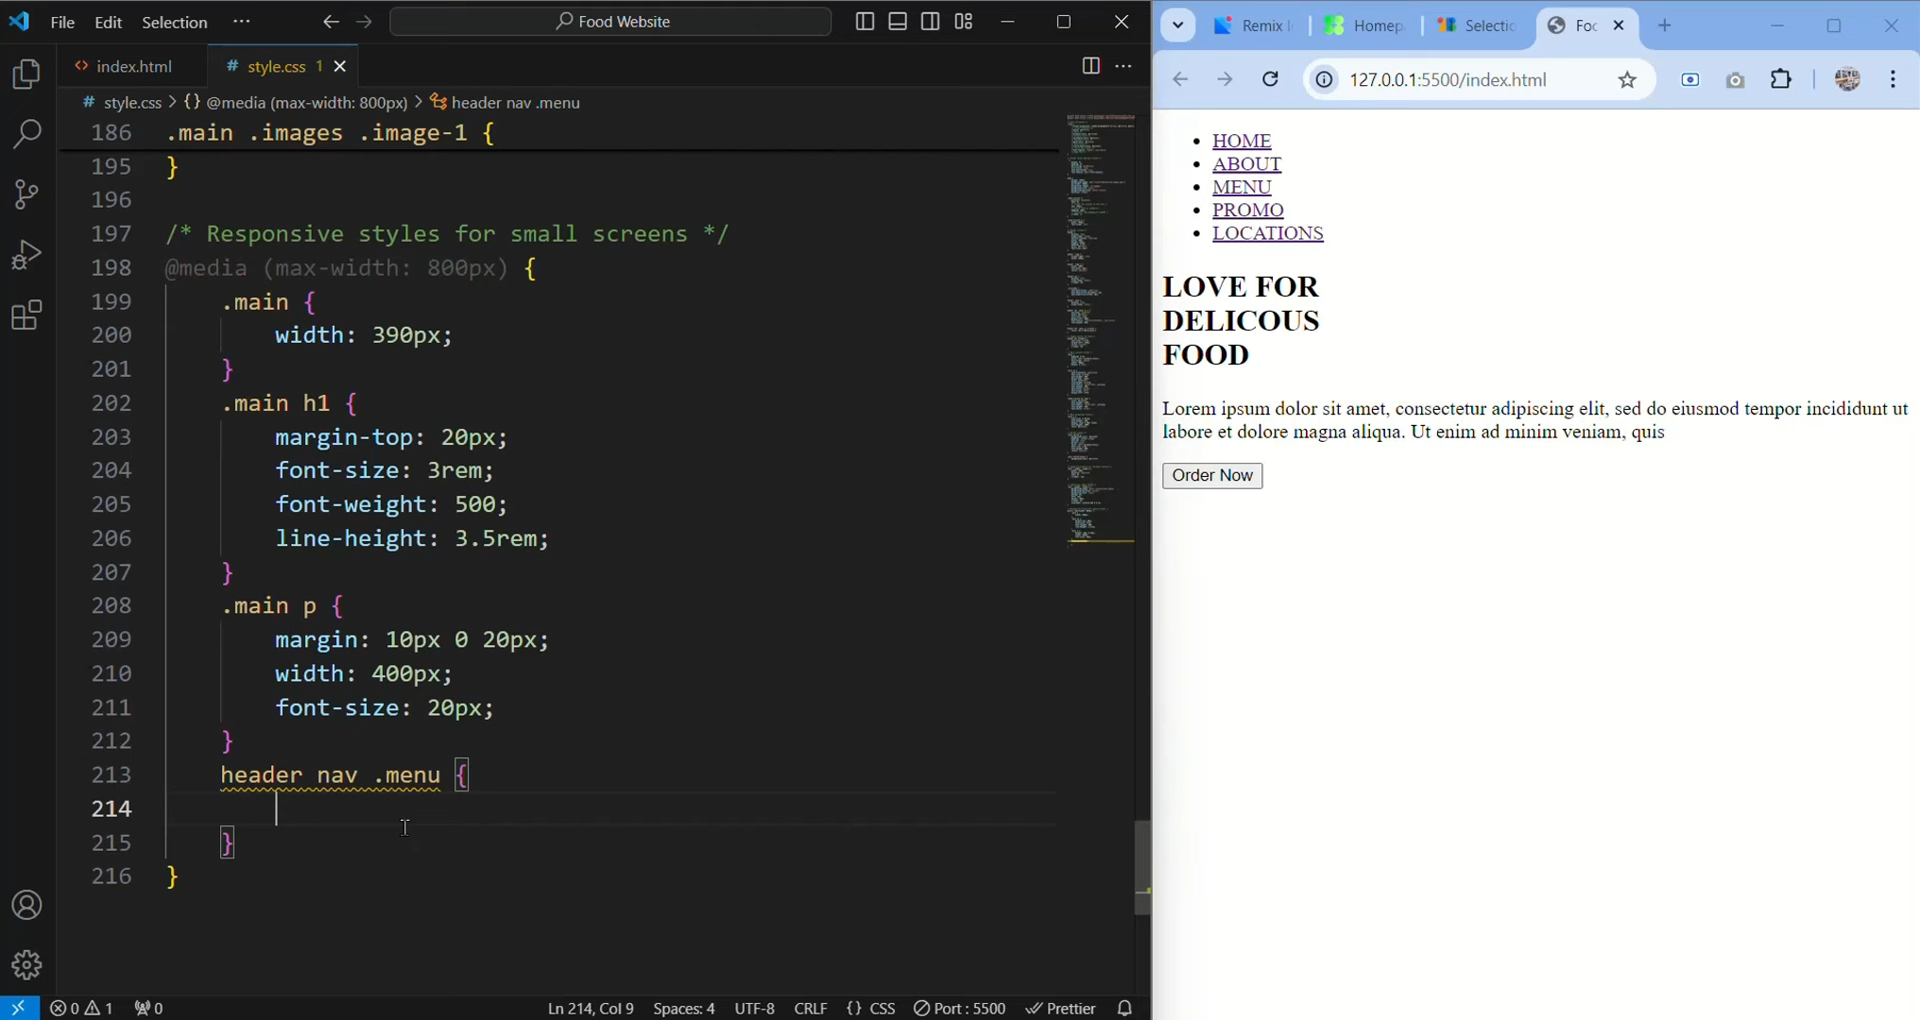 File Edit Selection ··· Food Website
index.html style.css 1
style.css > {} @media (max-width: 800px) > header nav .menu
186 .main .images .image-1 {
195 }
196
197 /* Responsive styles for small screens */
198 @media (max-width: 800px) {
199 .main {
200 width: 390px;
201 }
202 .main h1 {
203 margin-top: 20px;
204 font-size: 3rem;
205 font-weight: 500;
206 line-height: 3.5rem;
207 }
208 .main p {
209 margin: 10px 0 20px;
210 width: 400px;
211 font-size: 20px;
212 }
213 header nav .menu {
214
215 }
216 }
0 1 0 Ln 214, Col 9 Spaces: 4 UTF-8 CRLF {} CSS Port : 5500 Prettier
Remix Homep Selectio Foo
127.0.0.1:5500/index.html
• HOME
• ABOUT
• MENU
• PROMO
• LOCATIONS
LOVE FOR
DELICOUS
FOOD
Lorem ipsum dolor sit amet, consectetur adipiscing elit, sed do eiusmod tempor incididunt ut
labore et dolore magna aliqua. Ut enim ad minim veniam, quis
Order Now